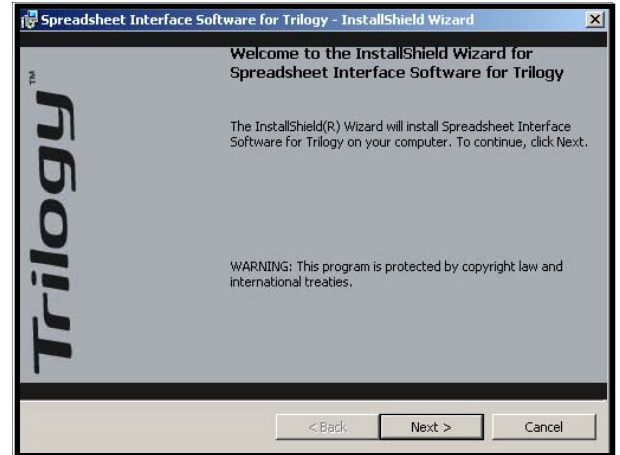 Spreadsheet Interface Software for Trilogy - InstallShield Wizard
Welcome to the InstallShield Wizard for
Spreadsheet Interface Software for Trilogy
Trilogy™
The InstallShield(R) Wizard will install Spreadsheet Interface
Software for Trilogy on your computer. To continue, click Next.
WARNING: This program is protected by copyright law and
international treaties.
< Back
Next >
Cancel